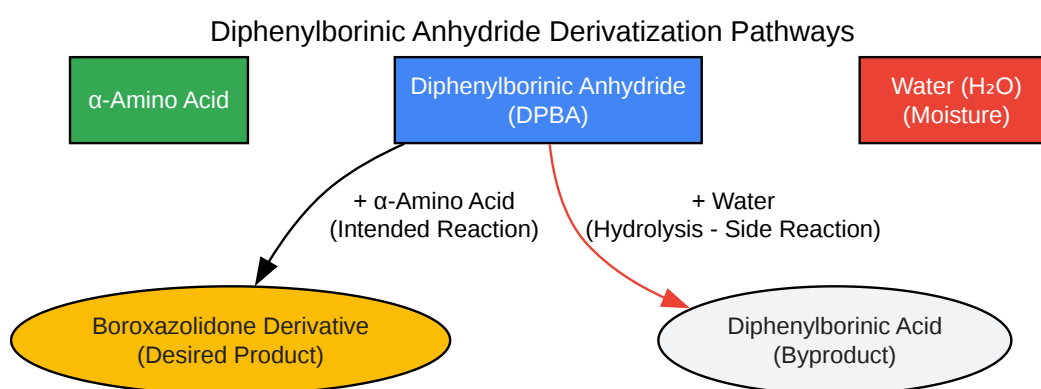 Diphenylborinic Anhydride Derivatization Pathways
α-Amino Acid
Diphenylborinic Anhydride
(DPBA)
Water (H₂O)
(Moisture)
+ α-Amino Acid
(Intended Reaction)
+ Water
(Hydrolysis - Side Reaction)
Boroxazolidone Derivative
(Desired Product)
Diphenylborinic Acid
(Byproduct)